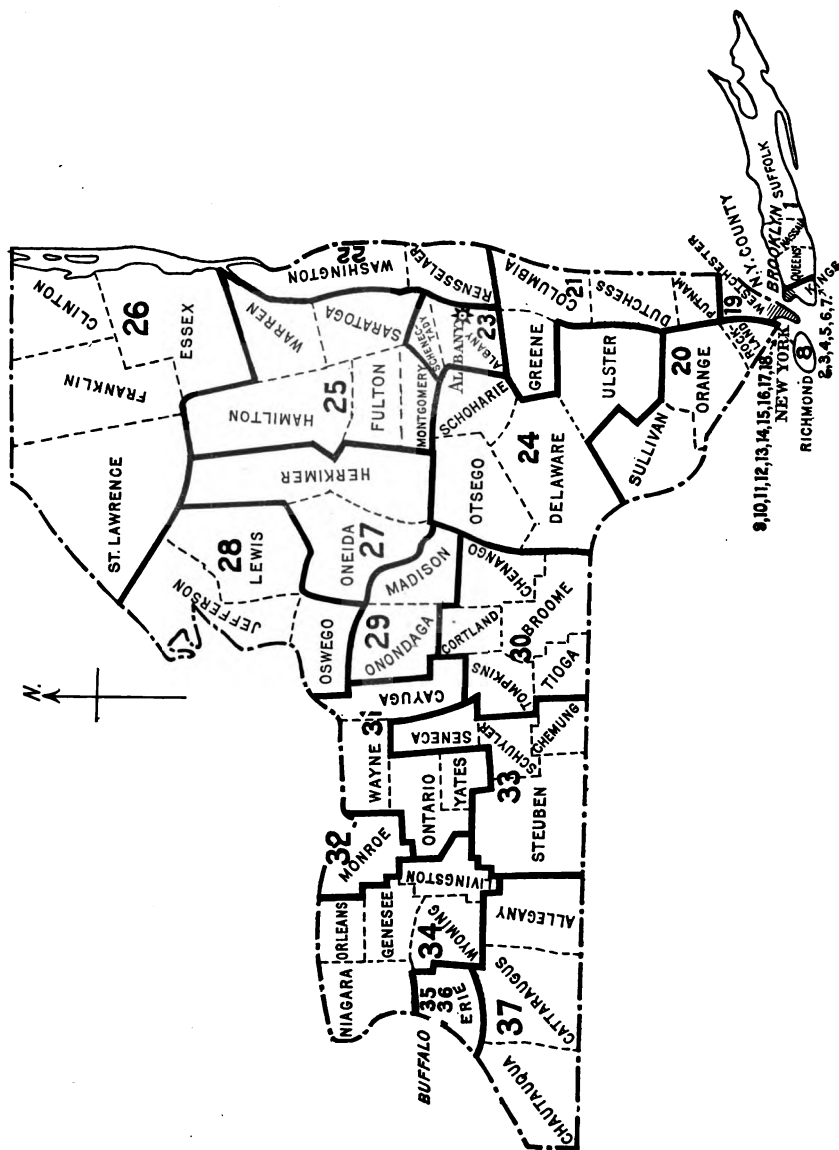 N.
CLINTON
FRANKLIN
26
ESSEX
ST. LAWRENCE
WASHINGTON
22
WARREN
SARATOGA
HAMILTON
25
FULTON
MONTGOMERY
SCHENEC-
TADY
RENSSELAER
ALBANY
ALBANY
23
HERKIMER
28
LEWIS
JEFFERSON
ONEIDA
27
OSWEGO
MADISON
29
ONONDAGA
SCHOHARIE
OTSEGO
24
DELAWARE
GREENE
COLUMBIA
21
DUTCHESS
ULSTER
PUTNAM
SULLIVAN
20
ORANGE
CHENANGO
CORTLAND
30
BROOME
TIOGA
TOMPKINS
CAYUGA
WAYNE
31
SENECA
SCHUYLER
CHEMUNG
33
STEUBEN
ONTARIO
YATES
32
MONROE
LIVINGSTON
ORLEANS
GENESEE
NIAGARA
34
WYOMING
BUFFALO
35
36
ERIE
ALLEGANY
CATTARAUGUS
37
CHAUTAUQUA
19
WESTCHESTER
ROCK-
LAND
N.Y. COUNTY
BROOKLYN
SUFFOLK
1
NASSAU
QUEENS
KINGS
9,10,11,12,13,14,15,16,17,18.
NEW YORK
RICHMOND 8
2,3,4,5,6,7.